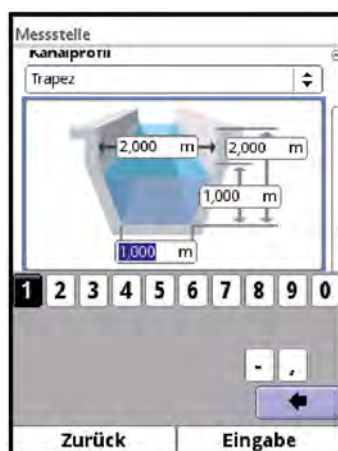 Messstelle
Kanalprofil
Trapez
2,000 m 2,000 m
1,000 m
1,000 m
1 2 3 4 5 6 7 8 9 0
- ,
Zurück Eingabe